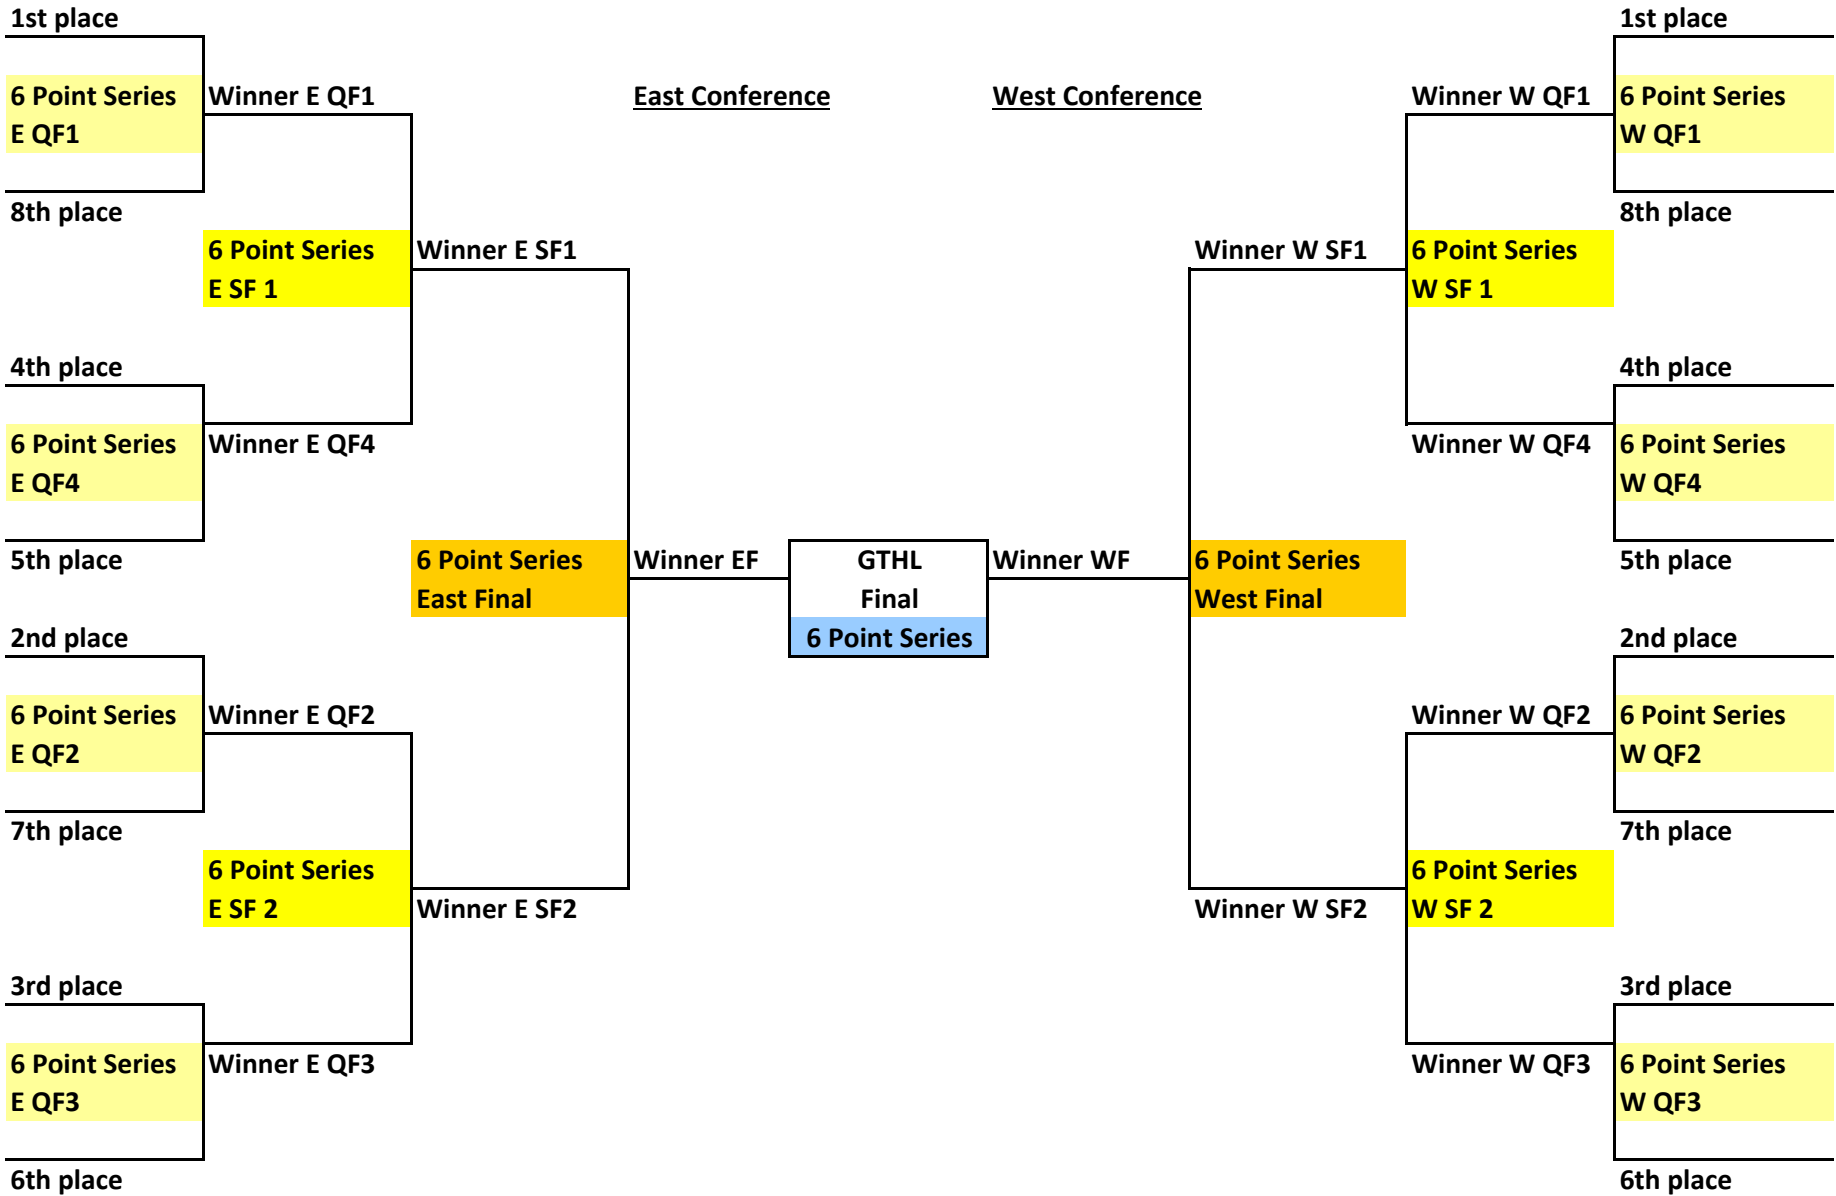 1st place
1st place
6 Point Series
E QF1
Winner E QF1
East Conference
West Conference
Winner W QF1
6 Point Series
W QF1
8th place
8th place
6 Point Series
E SF 1
Winner E SF1
Winner W SF1
6 Point Series
W SF 1
4th place
4th place
6 Point Series
E QF4
Winner E QF4
Winner W QF4
6 Point Series
W QF4
5th place
5th place
6 Point Series
East Final
Winner EF
GTHL
Final
6 Point Series
Winner WF
6 Point Series
West Final
2nd place
2nd place
6 Point Series
E QF2
Winner E QF2
Winner W QF2
6 Point Series
W QF2
7th place
7th place
6 Point Series
E SF 2
Winner E SF2
Winner W SF2
6 Point Series
W SF 2
3rd place
3rd place
6 Point Series
E QF3
Winner E QF3
Winner W QF3
6 Point Series
W QF3
6th place
6th place